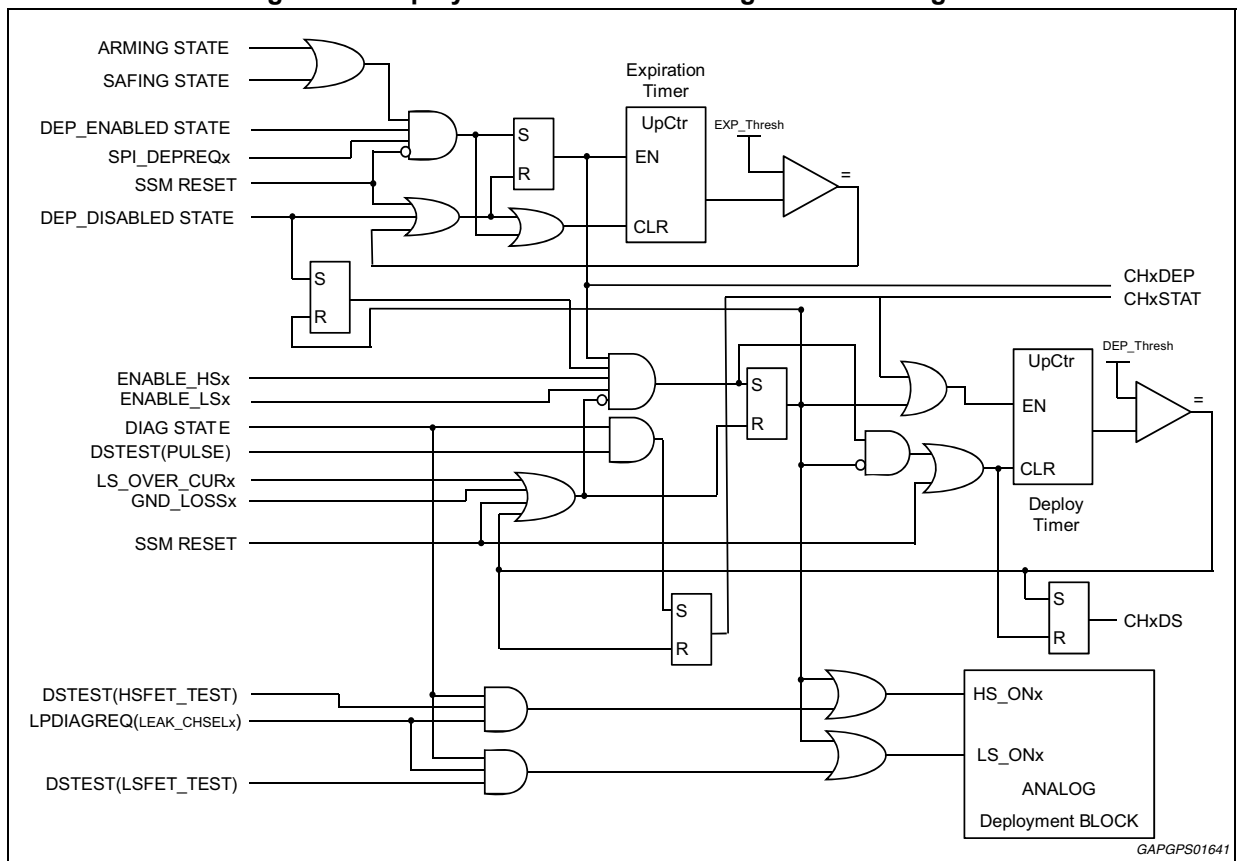 ARMING STATE
SAFING STATE
DEP_ENABLED STATE
SPI_DEPREQx
SSM RESET
DEP_DISABLED STATE
Expiration
Timer
UpCtr
EN
CLR
EXP_Thresh
=
S
R
S
R
CHxDEP
CHxSTAT
ENABLE_HSx
ENABLE_LSx
DIAG STATE
DSTEST(PULSE)
LS_OVER_CURx
GND_LOSSx
SSM RESET
S
R
DEP_Thresh
UpCtr
EN
CLR
=
Deploy
Timer
S
R
S
R
CHxDS
DSTEST(HSFET_TEST)
LPDIAGREQ(LEAK_CHSELx)
DSTEST(LSFET_TEST)
HS_ONx
LS_ONx
ANALOG
Deployment BLOCK
GAPGPS01641